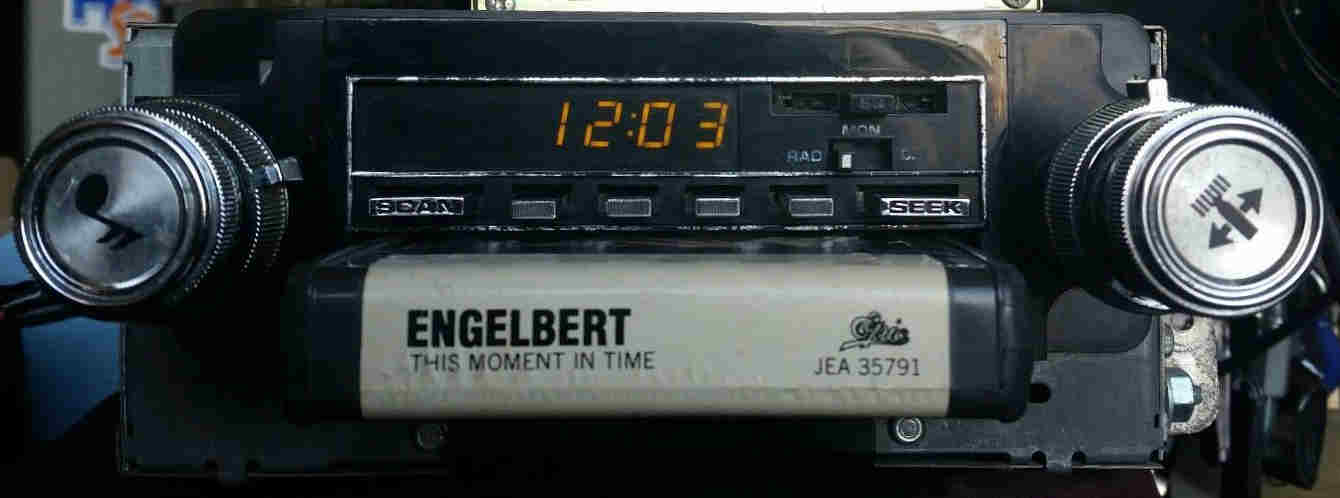 12:03
MON
RAD
SCAN
SEEK
ENGELBERT
THIS MOMENT IN TIME
Epic
JEA 35791